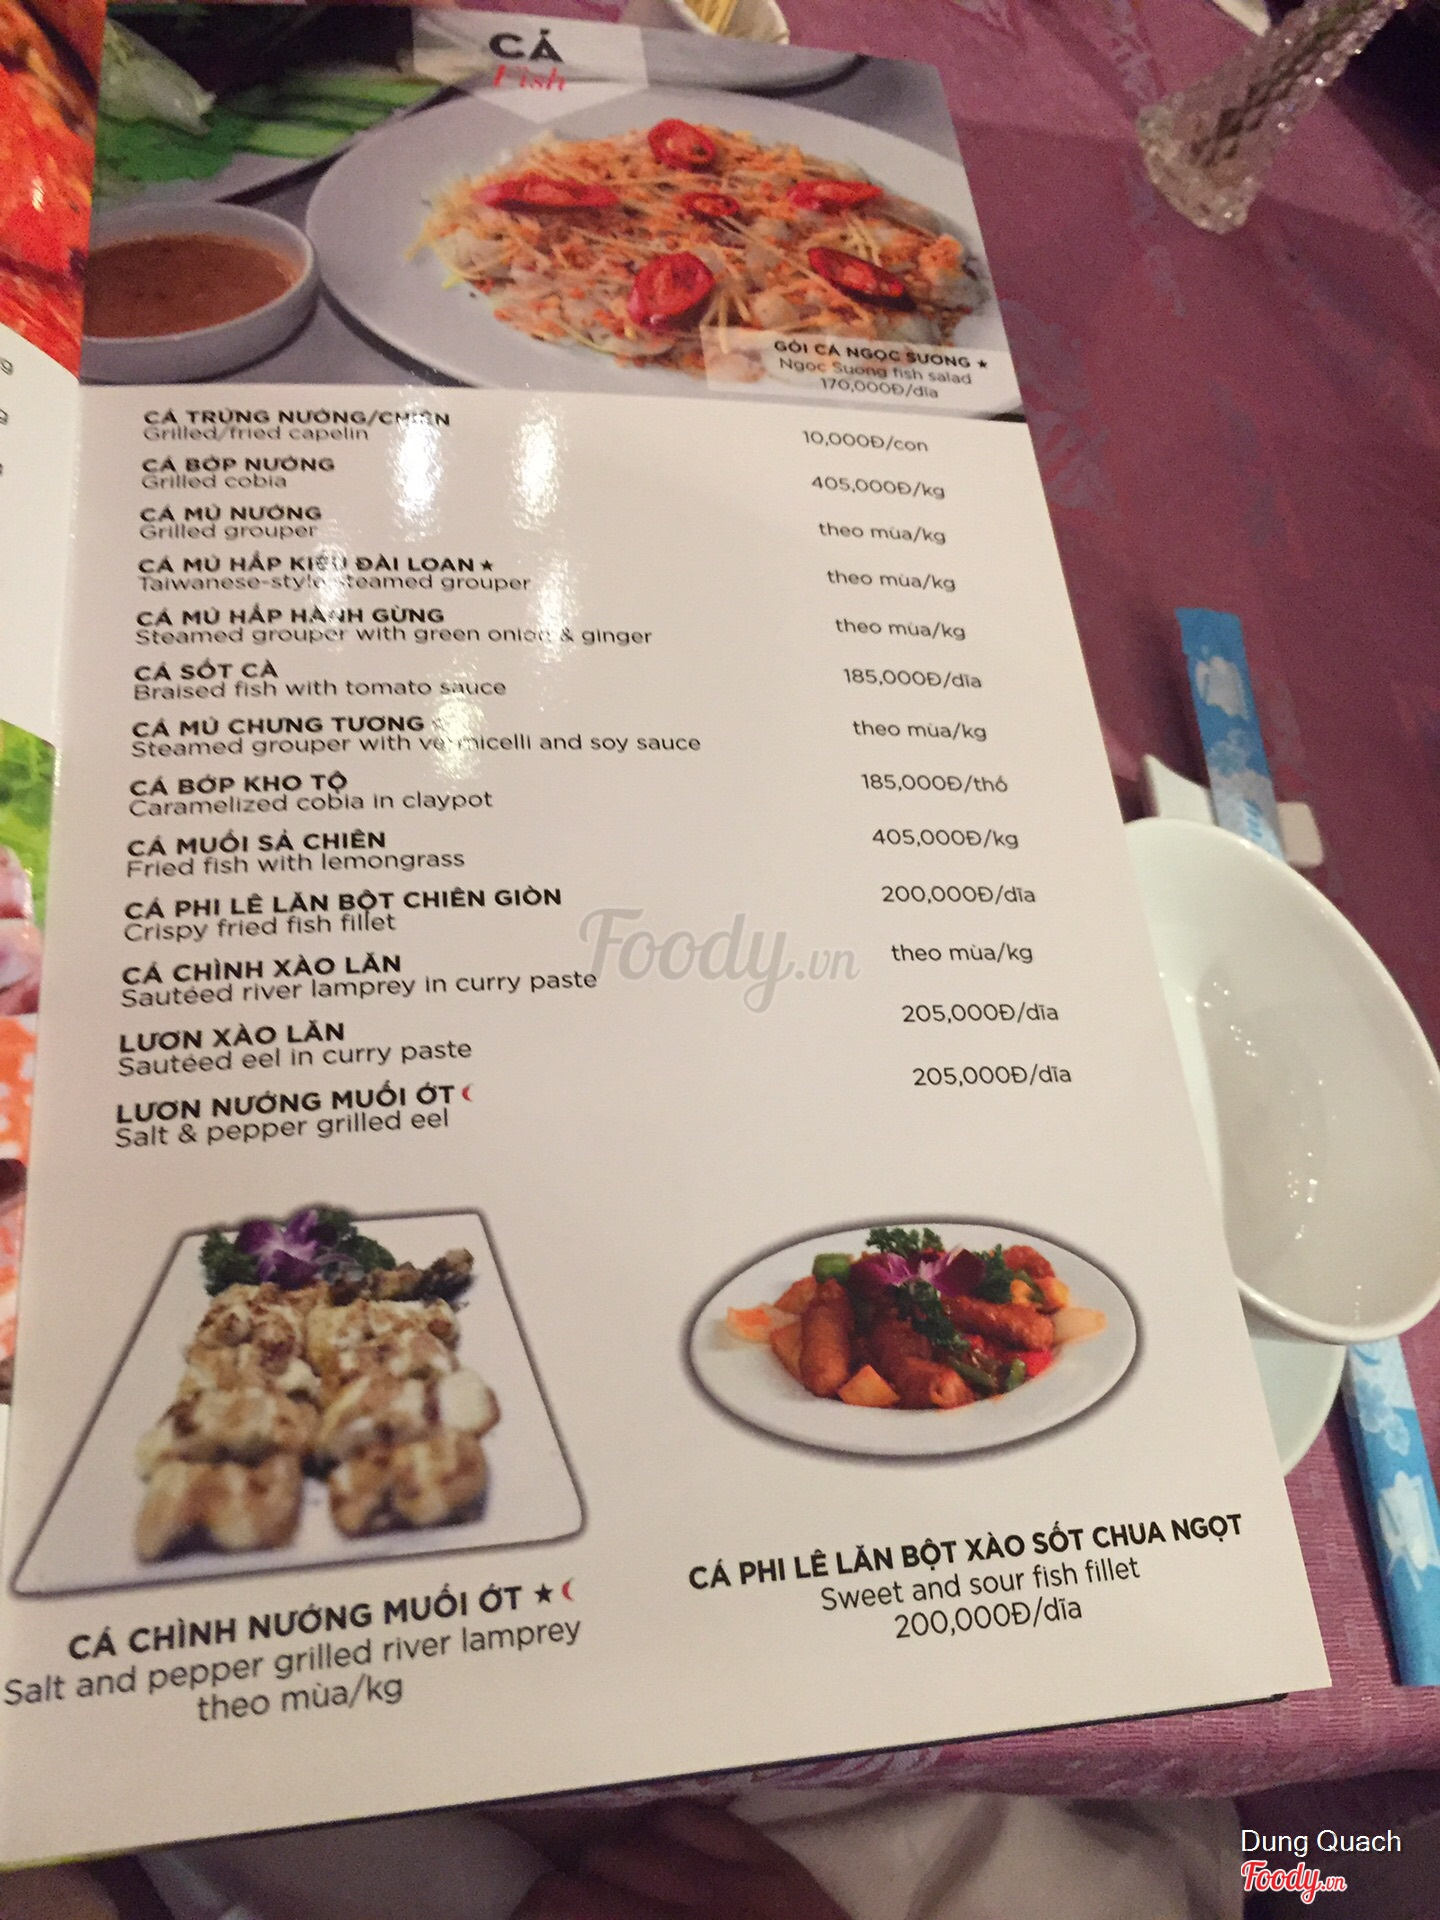 CÁ
Fish
GỎI CÁ NGỌC SƯƠNG ★
Ngoc Suong fish salad
170,000Đ/dĩa
CÁ TRỨNG NƯỚNG/CHIÊN
Grilled/fried capelin
10,000Đ/con
CÁ BỚP NƯỚNG
Grilled cobia
405,000Đ/kg
CÁ MÚ NƯỚNG
Grilled grouper
theo mùa/kg
CÁ MÚ HẤP KIỂU ĐÀI LOAN ★
Taiwanese-style steamed grouper
theo mùa/kg
CÁ MÚ HẤP HÀNH GỪNG
Steamed grouper with green onion & ginger
theo mùa/kg
CÁ SỐT CÀ
Braised fish with tomato sauce
185,000Đ/dĩa
CÁ MÚ CHƯNG TƯƠNG
Steamed grouper with vermicelli and soy sauce
theo mùa/kg
CÁ BỚP KHO TỘ
Caramelized cobia in claypot
185,000Đ/thố
CÁ MUỐI SẢ CHIÊN
Fried fish with lemongrass
405,000Đ/kg
CÁ PHI LÊ LĂN BỘT CHIÊN GIÒN
Crispy fried fish fillet
200,000Đ/dĩa
CÁ CHÌNH XÀO LĂN
Sautéed river lamprey in curry paste
theo mùa/kg
LƯƠN XÀO LĂN
Sautéed eel in curry paste
205,000Đ/dĩa
LƯƠN NƯỚNG MUỐI ỚT
Salt & pepper grilled eel
205,000Đ/dĩa
Foody.vn
CÁ CHÌNH NƯỚNG MUỐI ỚT ★
Salt and pepper grilled river lamprey
theo mùa/kg
CÁ PHI LÊ LĂN BỘT XÀO SỐT CHUA NGỌT
Sweet and sour fish fillet
200,000Đ/dĩa
Dung Quach
Foody.vn